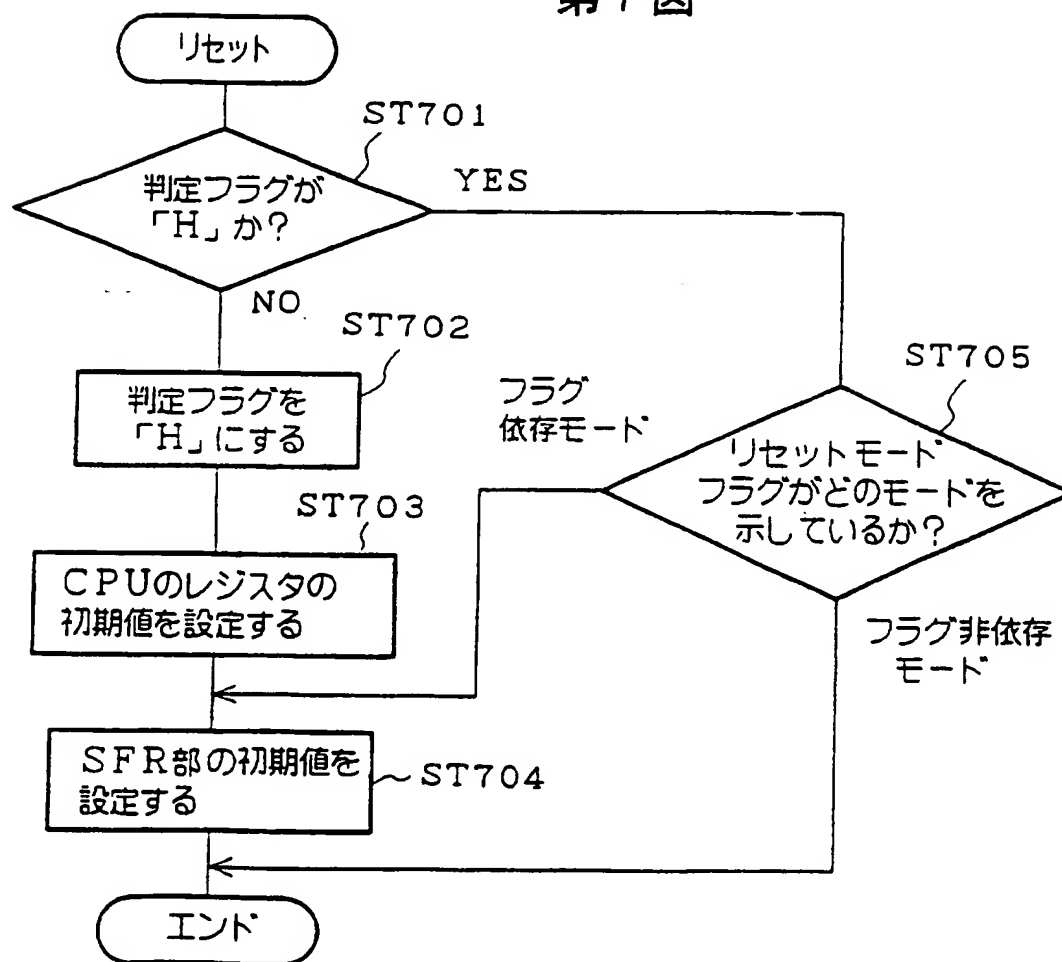 第7図
リセット
ST701
判定フラグが
「H」か?
YES
NO
ST702
判定フラグを
「H」にする
フラグ
依存モード
ST705
リセットモード
フラグがどのモードを
示しているか?
ST703
CPUのレジスタの
初期値を設定する
フラグ非依存
モード
SFR部の初期値を
設定する
ST704
エンド